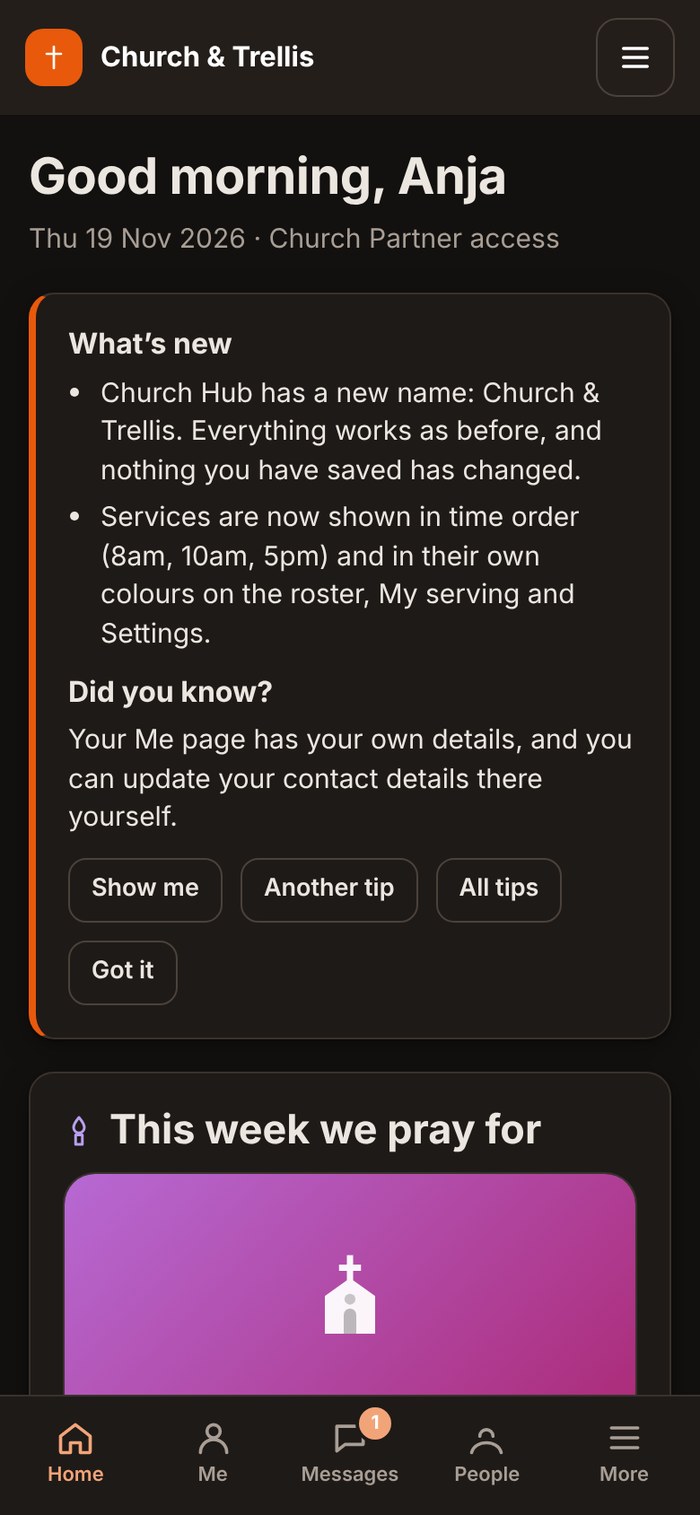 Church & Trellis
Good morning, Anja
Thu 19 Nov 2026 · Church Partner access
What’s new
• Church Hub has a new name: Church &
Trellis. Everything works as before, and
nothing you have saved has changed.
• Services are now shown in time order
(8am, 10am, 5pm) and in their own
colours on the roster, My serving and
Settings.
Did you know?
Your Me page has your own details, and you
can update your contact details there
yourself.
Show me Another tip All tips
Got it
This week we pray for
1
Home Me Messages People More